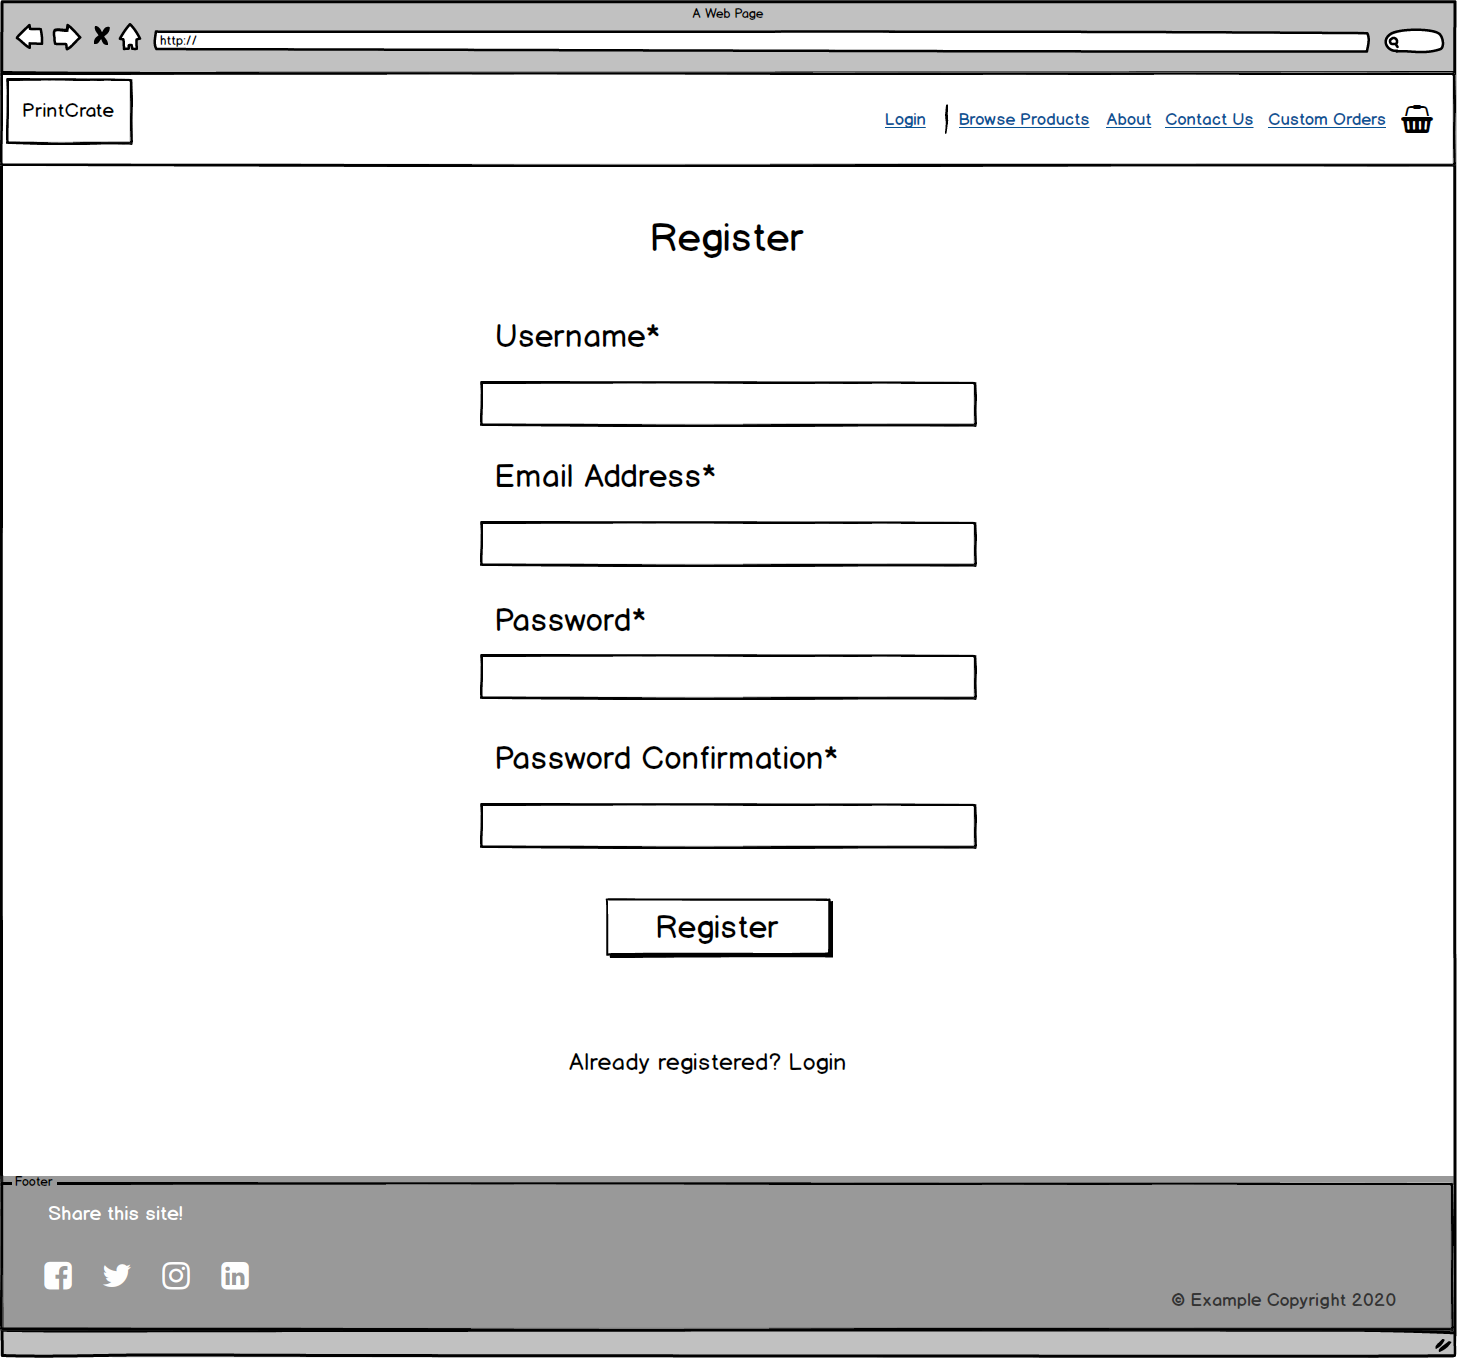 A Web Page
http://
PrintCrate
Login Browse Products About Contact Us Custom Orders
Register
Username*
Email Address*
Password*
Password Confirmation*
Register
Already registered? Login
Footer
Share this site!
© Example Copyright 2020